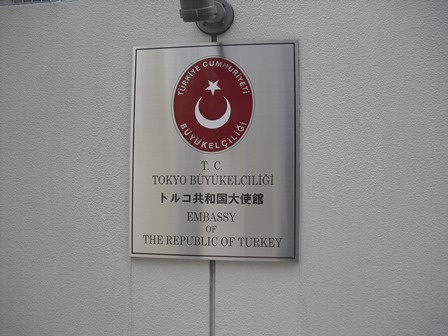 TÜRKİYE CUMHURİYETİ
BÜYÜKELÇİLİĞİ
T. C.
TOKYO BÜYÜKELÇİLİĞİ
トルコ共和国大使館
EMBASSY
OF
THE REPUBLIC OF TURKEY